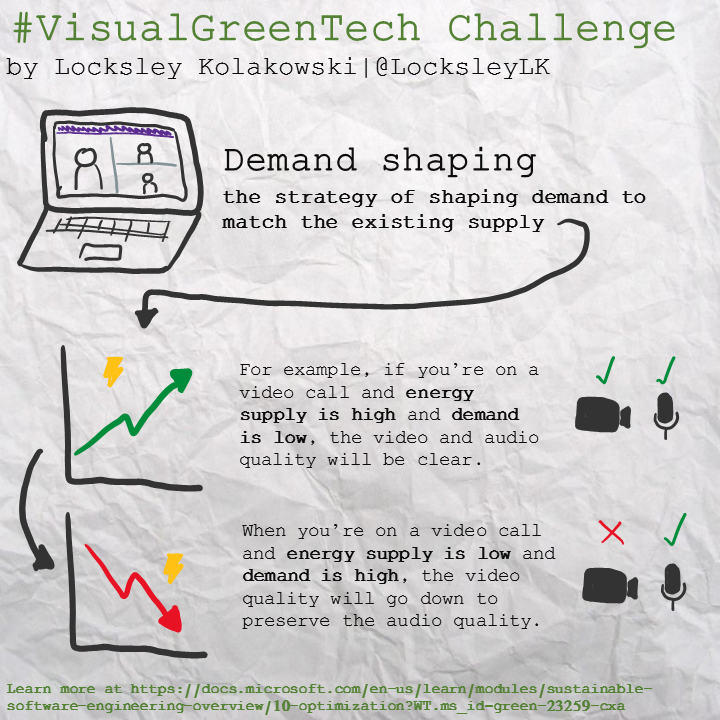 #VisualGreenTech Challenge
by Locksley Kolakowski|@LocksleyLK
Demand shaping
the strategy of shaping demand to
match the existing supply
For example, if you're on a
video call and energy
supply is high and demand
is low, the video and audio
quality will be clear.
When you're on a video call
and energy supply is low and
demand is high, the video
quality will go down to
preserve the audio quality.
Learn more at https://docs.microsoft.com/en-us/learn/modules/sustainable-
software-engineering-overview/10-optimization?WT.ms_id-green-23259-cxa